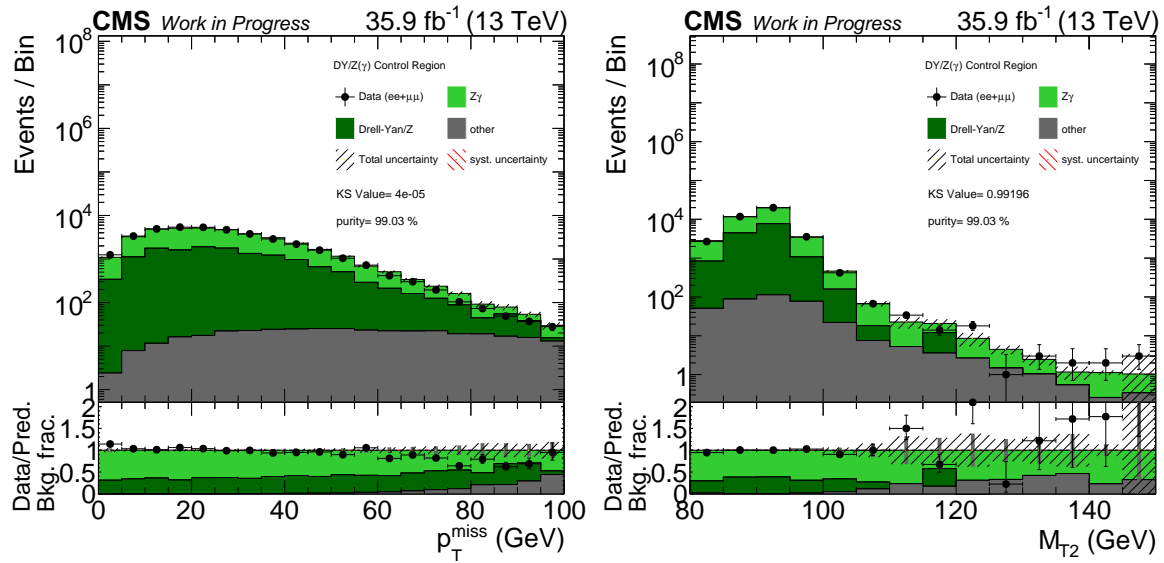 CMS Work in Progress 35.9 fb⁻¹ (13 TeV)
Events / Bin
10⁸
10⁶
10⁴
10²
1
DY/Z(γ) Control Region
Data (ee+μμ)
Zγ
Drell-Yan/Z
other
Total uncertainty
syst. uncertainty
KS Value= 4e-05
purity= 99.03 %
Data/Pred.
Bkg. frac.
2
1.5
1
0.5
0
0 20 40 60 80 100
p_T^miss (GeV)
CMS Work in Progress 35.9 fb⁻¹ (13 TeV)
Events / Bin
10⁸
10⁶
10⁴
10²
1
DY/Z(γ) Control Region
Data (ee+μμ)
Zγ
Drell-Yan/Z
other
Total uncertainty
syst. uncertainty
KS Value= 0.99196
purity= 99.03 %
Data/Pred.
Bkg. frac.
2
1.5
1
0.5
0
80 100 120 140
M_T2 (GeV)